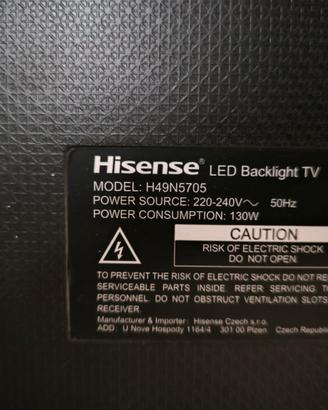 Hisense® LED Backlight TV
MODEL: H49N5705
POWER SOURCE: 220-240V~ 50Hz
POWER CONSUMPTION: 130W
CAUTION
RISK OF ELECTRIC SHOCK
DO NOT OPEN
TO PREVENT THE RISK OF ELECTRIC SHOCK DO NOT RE
SERVICEABLE PARTS INSIDE. REFER SERVICING T
PERSONNEL. DO NOT OBSTRUCT VENTILATION SLOTS
RECEIVER.
Manufacturer & Importer: Hisense Czech s.r.o.
ADD: U Nove Hospody 1164/4 301 00 Plzen Czech Republi